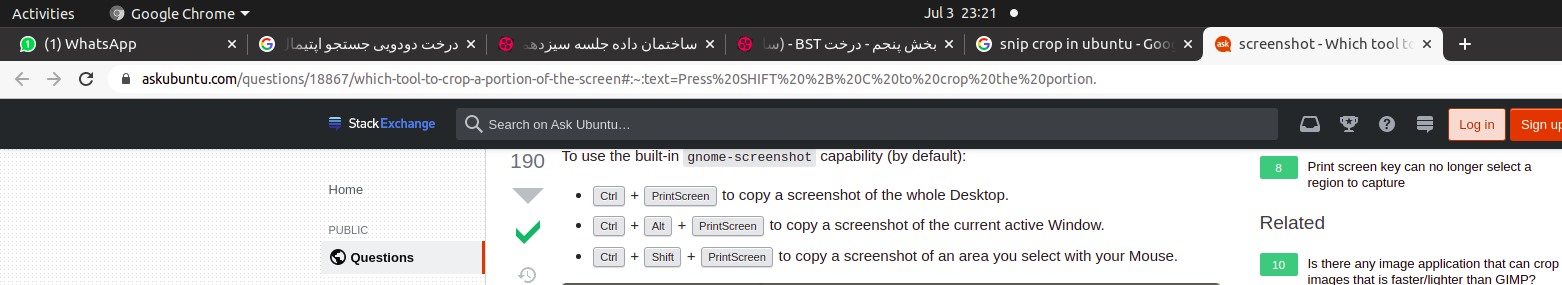 Activities
Google Chrome
Jul 3 23:21
(1) WhatsApp
درخت دودویی جستجو اپتیمال
ساختمان داده جلسه سیزدهم
بخش پنجم - درخت BST - (سا
snip crop in ubuntu - Goo
screenshot - Which tool to
askubuntu.com/questions/18867/which-tool-to-crop-a-portion-of-the-screen#:~:text=Press%20SHIFT%20%2B%20C%20to%20crop%20the%20portion.
StackExchange
Search on Ask Ubuntu…
Log in
Sign up
190
To use the built-in gnome-screenshot capability (by default):
Ctrl + PrintScreen to copy a screenshot of the whole Desktop.
Ctrl + Alt + PrintScreen to copy a screenshot of the current active Window.
Ctrl + Shift + PrintScreen to copy a screenshot of an area you select with your Mouse.
Home
PUBLIC
Questions
8 Print screen key can no longer select a
region to capture
Related
10 Is there any image application that can crop
images that is faster/lighter than GIMP?